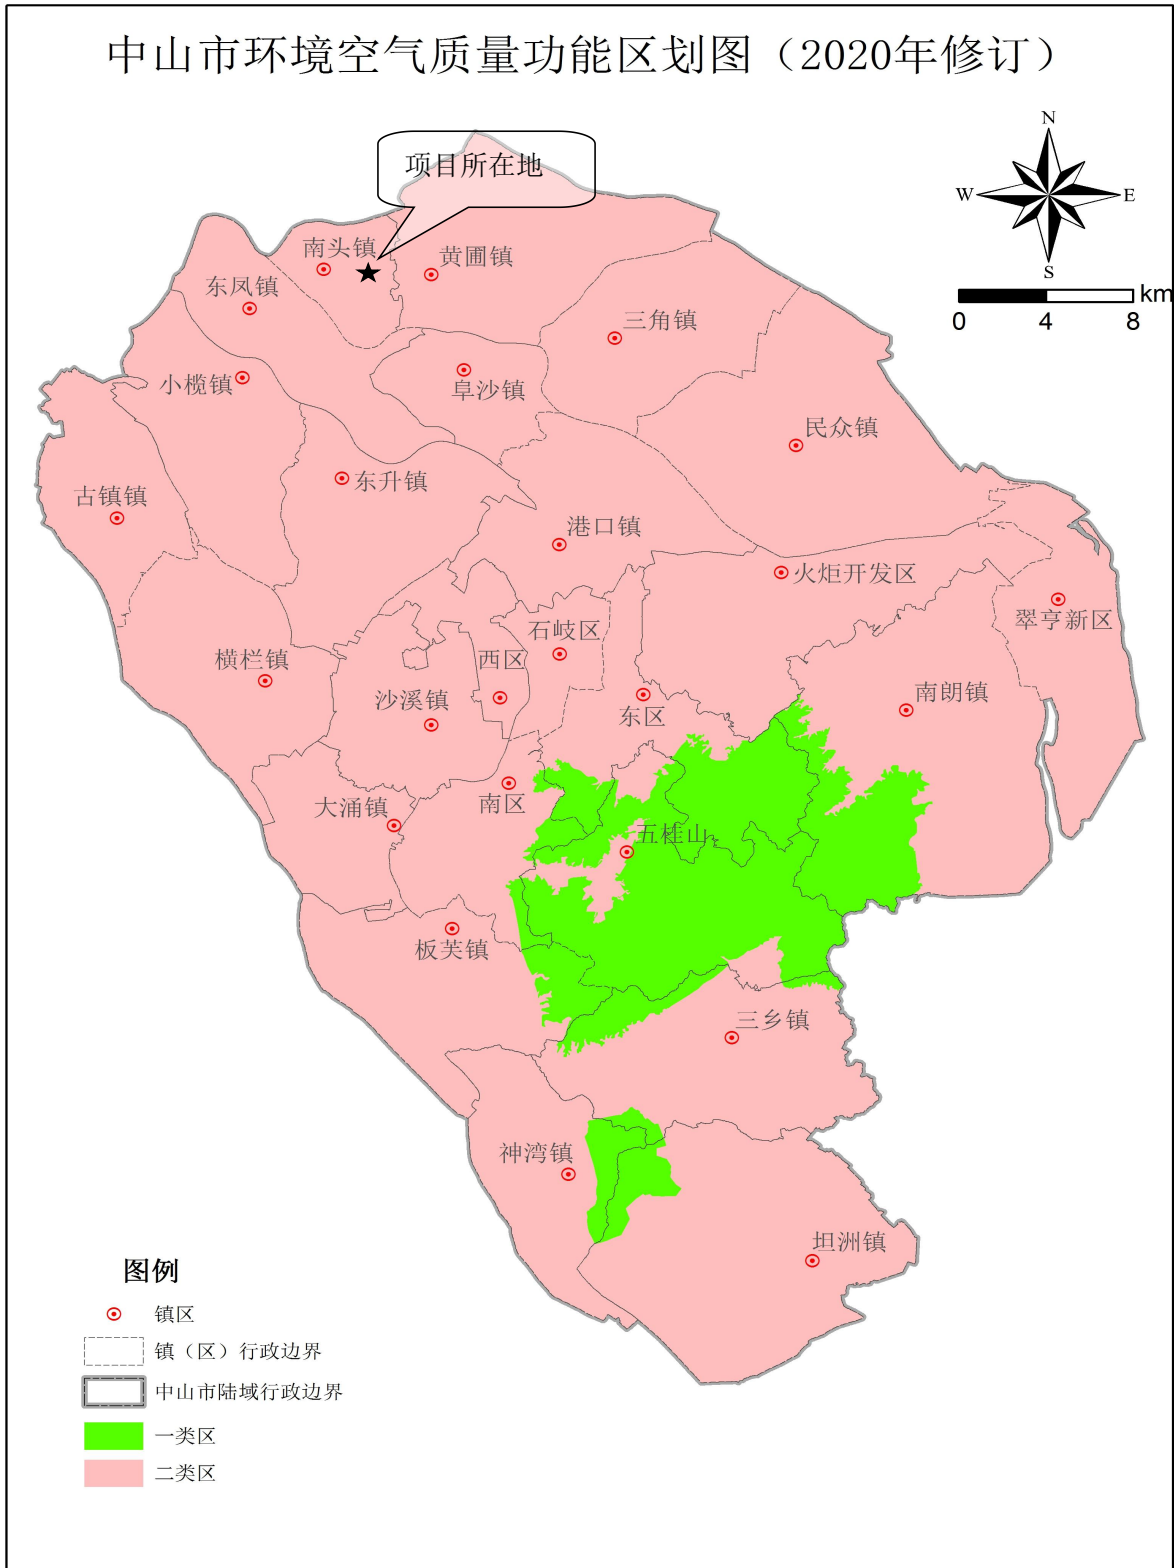 中山市环境空气质量功能区划图（2020年修订）
N
项目所在地
W
E
S
南头镇
黄圃镇
东凤镇
km
0
4
8
三角镇
小榄镇
阜沙镇
民众镇
东升镇
古镇镇
港口镇
火炬开发区
翠亨新区
石岐区
横栏镇
西区
沙溪镇
东区
南朗镇
大涌镇
南区
五桂山
板芙镇
三乡镇
神湾镇
坦洲镇
图例
镇区
镇（区）行政边界
中山市陆域行政边界
一类区
二类区